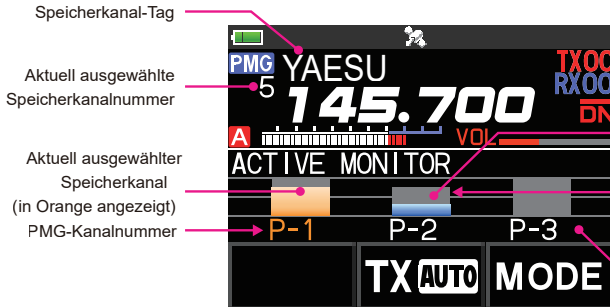 Speicherkanal-Tag
Aktuell ausgewählte
Speicherkanalnummer
Aktuell ausgewählter
Speicherkanal
(in Orange angezeigt)
PMG-Kanalnummer
PMG YAESU
5
145.700
A
VOL
ACTIVE MONITOR
P-1 P-2 P-3
TX AUTO MODE